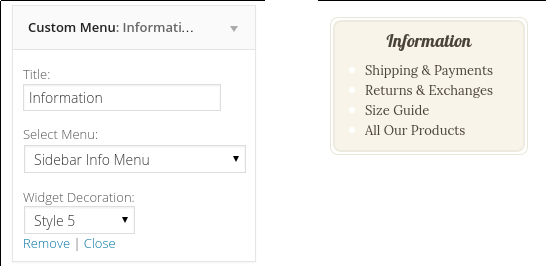 Custom Menu: Informati...
Title:
Information
Select Menu:
Sidebar Info Menu
Widget Decoration:
Style 5
Remove | Close
Information
Shipping & Payments
Returns & Exchanges
Size Guide
All Our Products